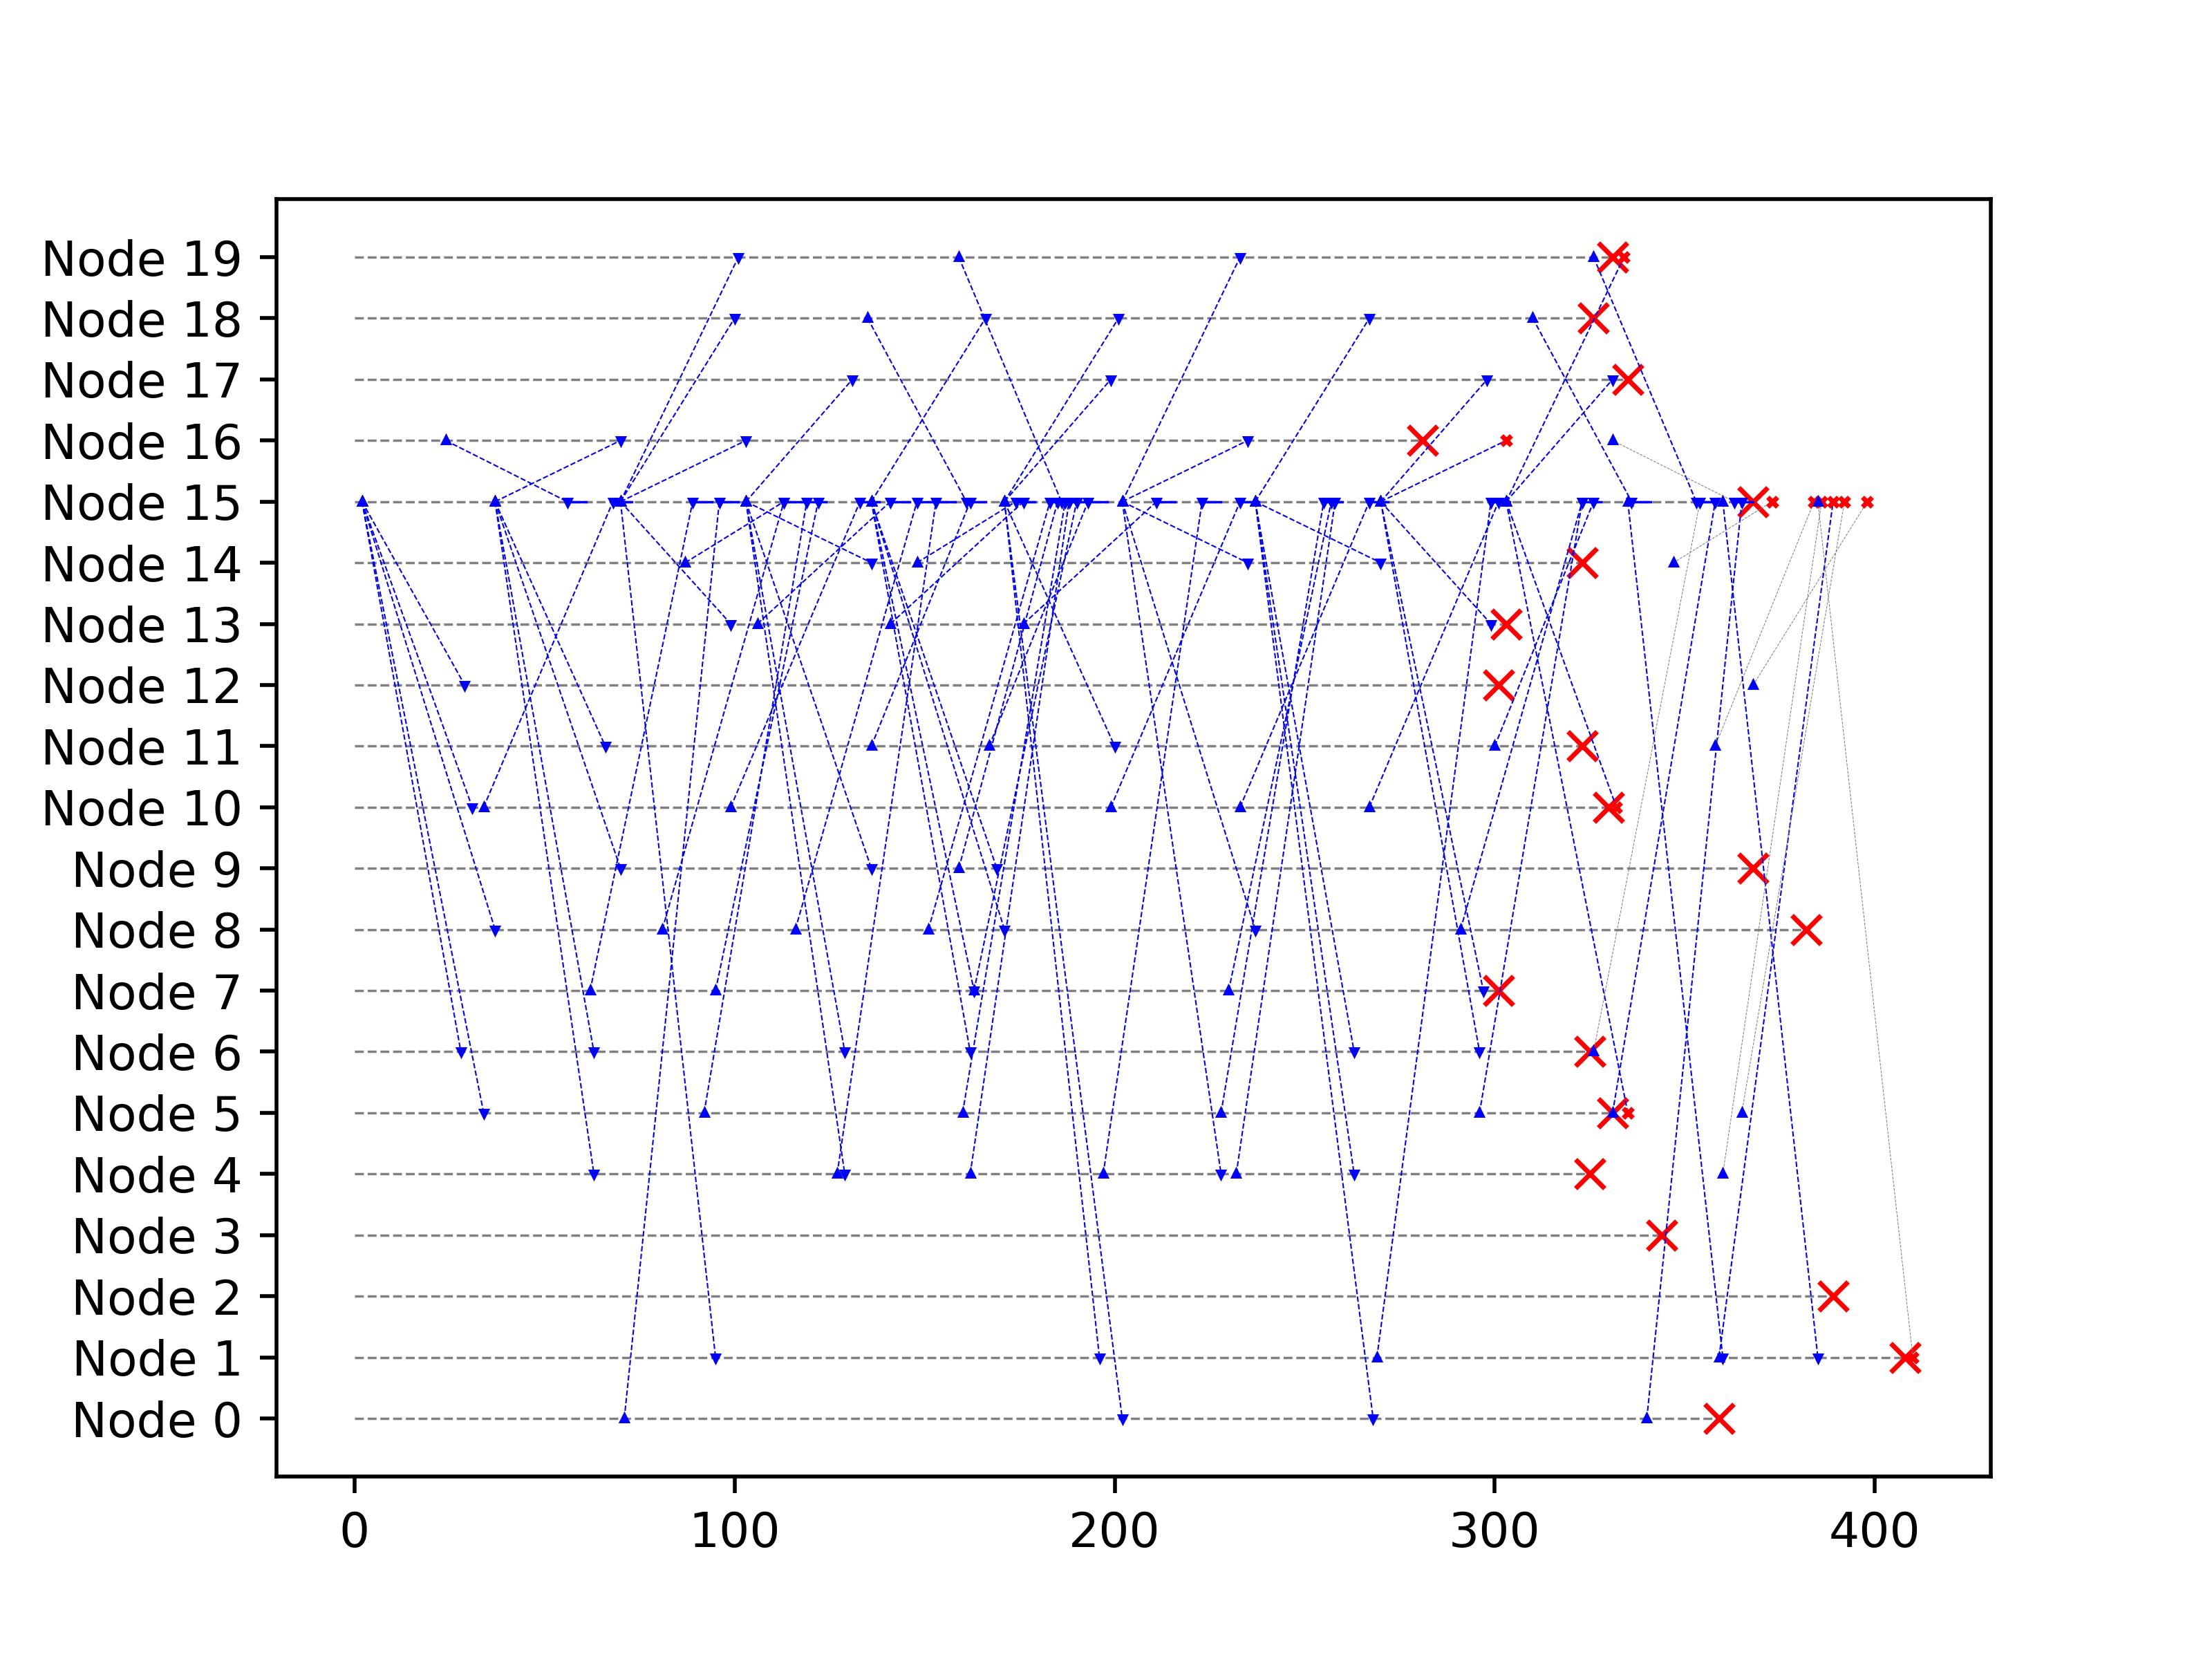 Node 19
Node 18
Node 17
Node 16
Node 15
Node 14
Node 13
Node 12
Node 11
Node 10
Node 9
Node 8
Node 7
Node 6
Node 5
Node 4
Node 3
Node 2
Node 1
Node 0
0 100 200 300 400